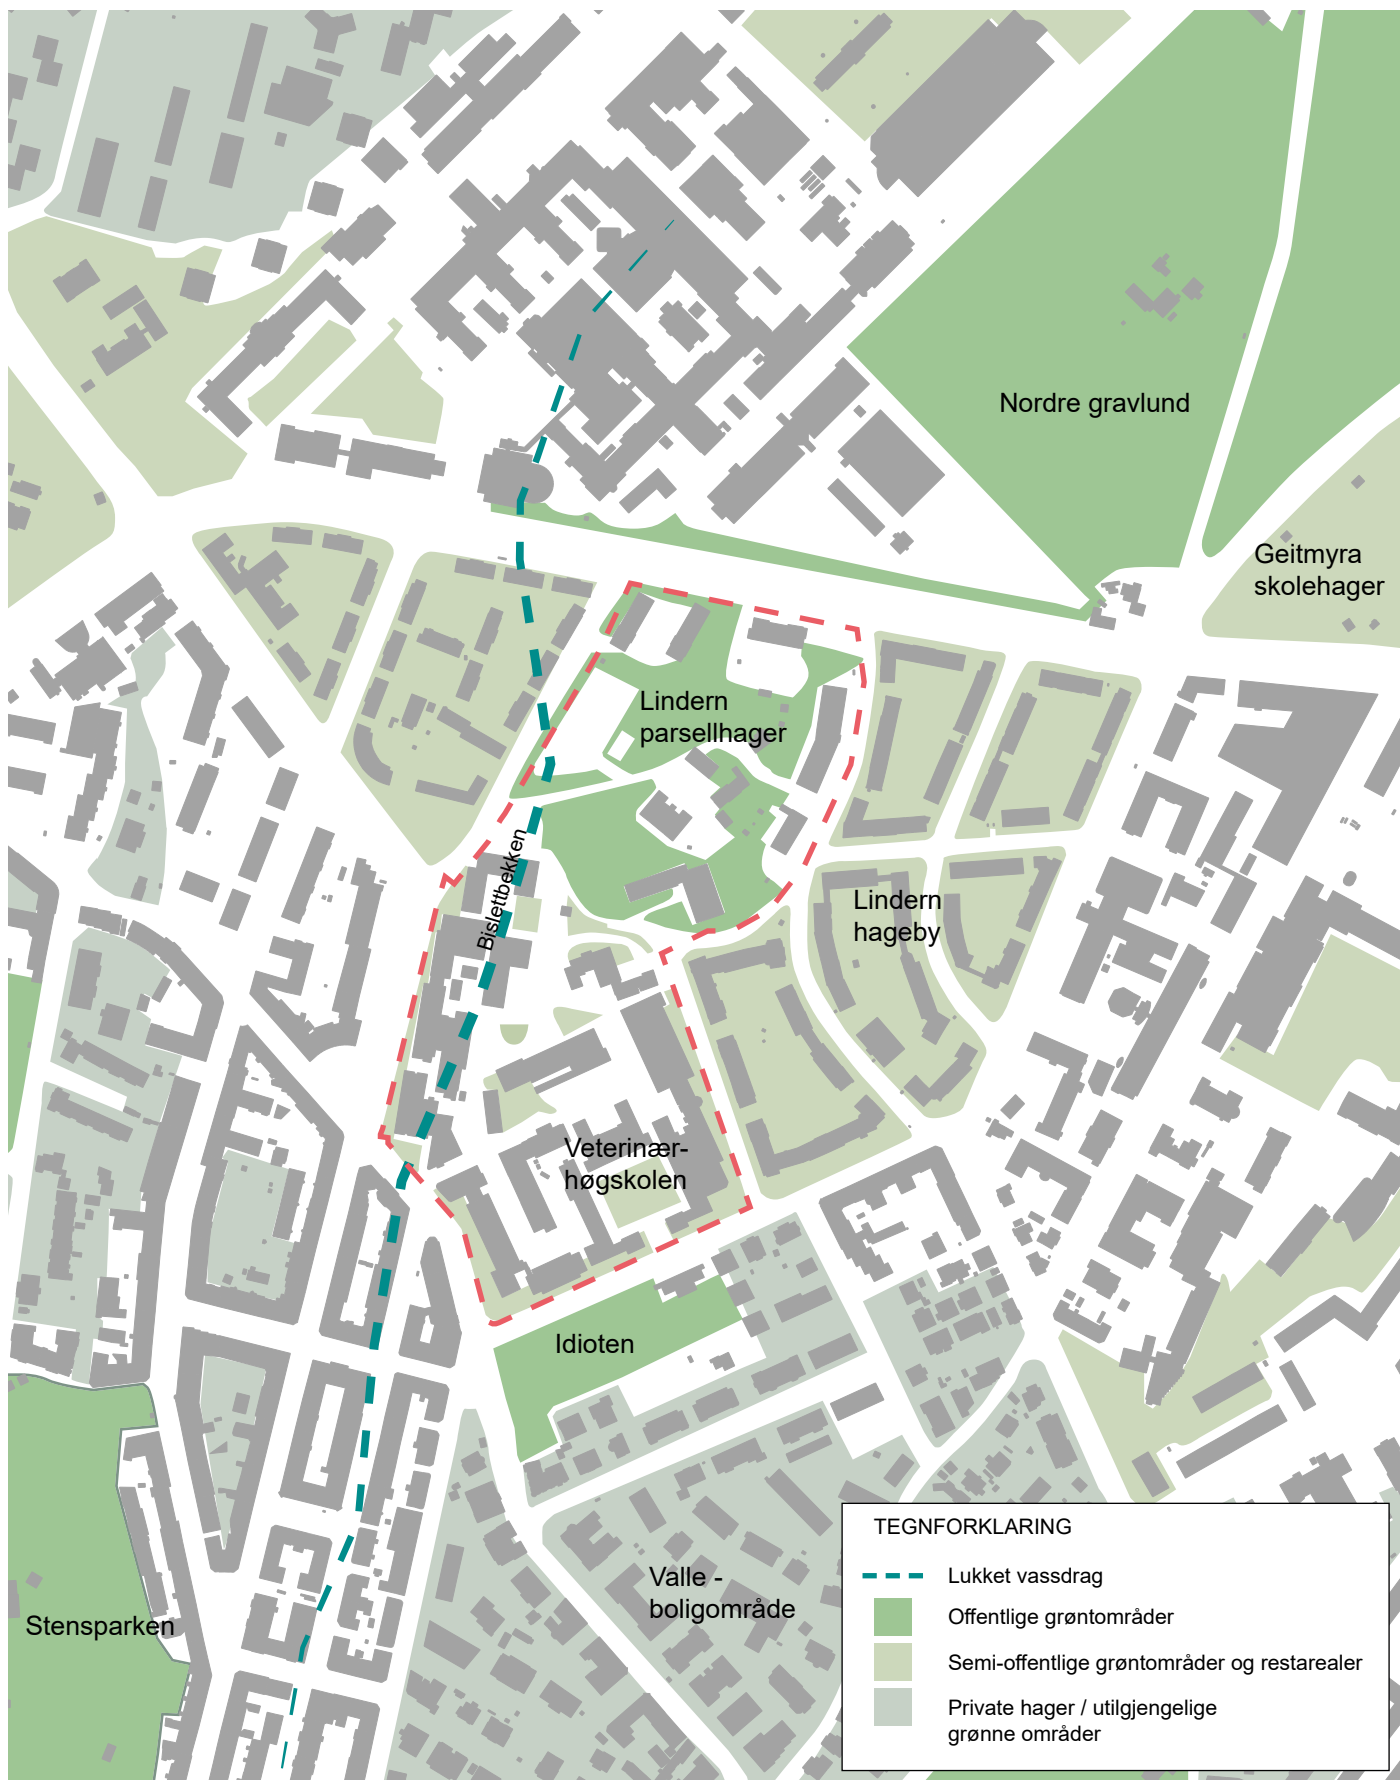 Nordre gravlund
Geitmyra
skolehager
Lindern
parsellhager
Bislettbekken
Lindern
hageby
Veterinær-
høgskolen
Idioten
Valle -
boligområde
Stensparken
TEGNFORKLARING
Lukket vassdrag
Offentlige grøntområder
Semi-offentlige grøntområder og restarealer
Private hager / utilgjengelige
grønne områder